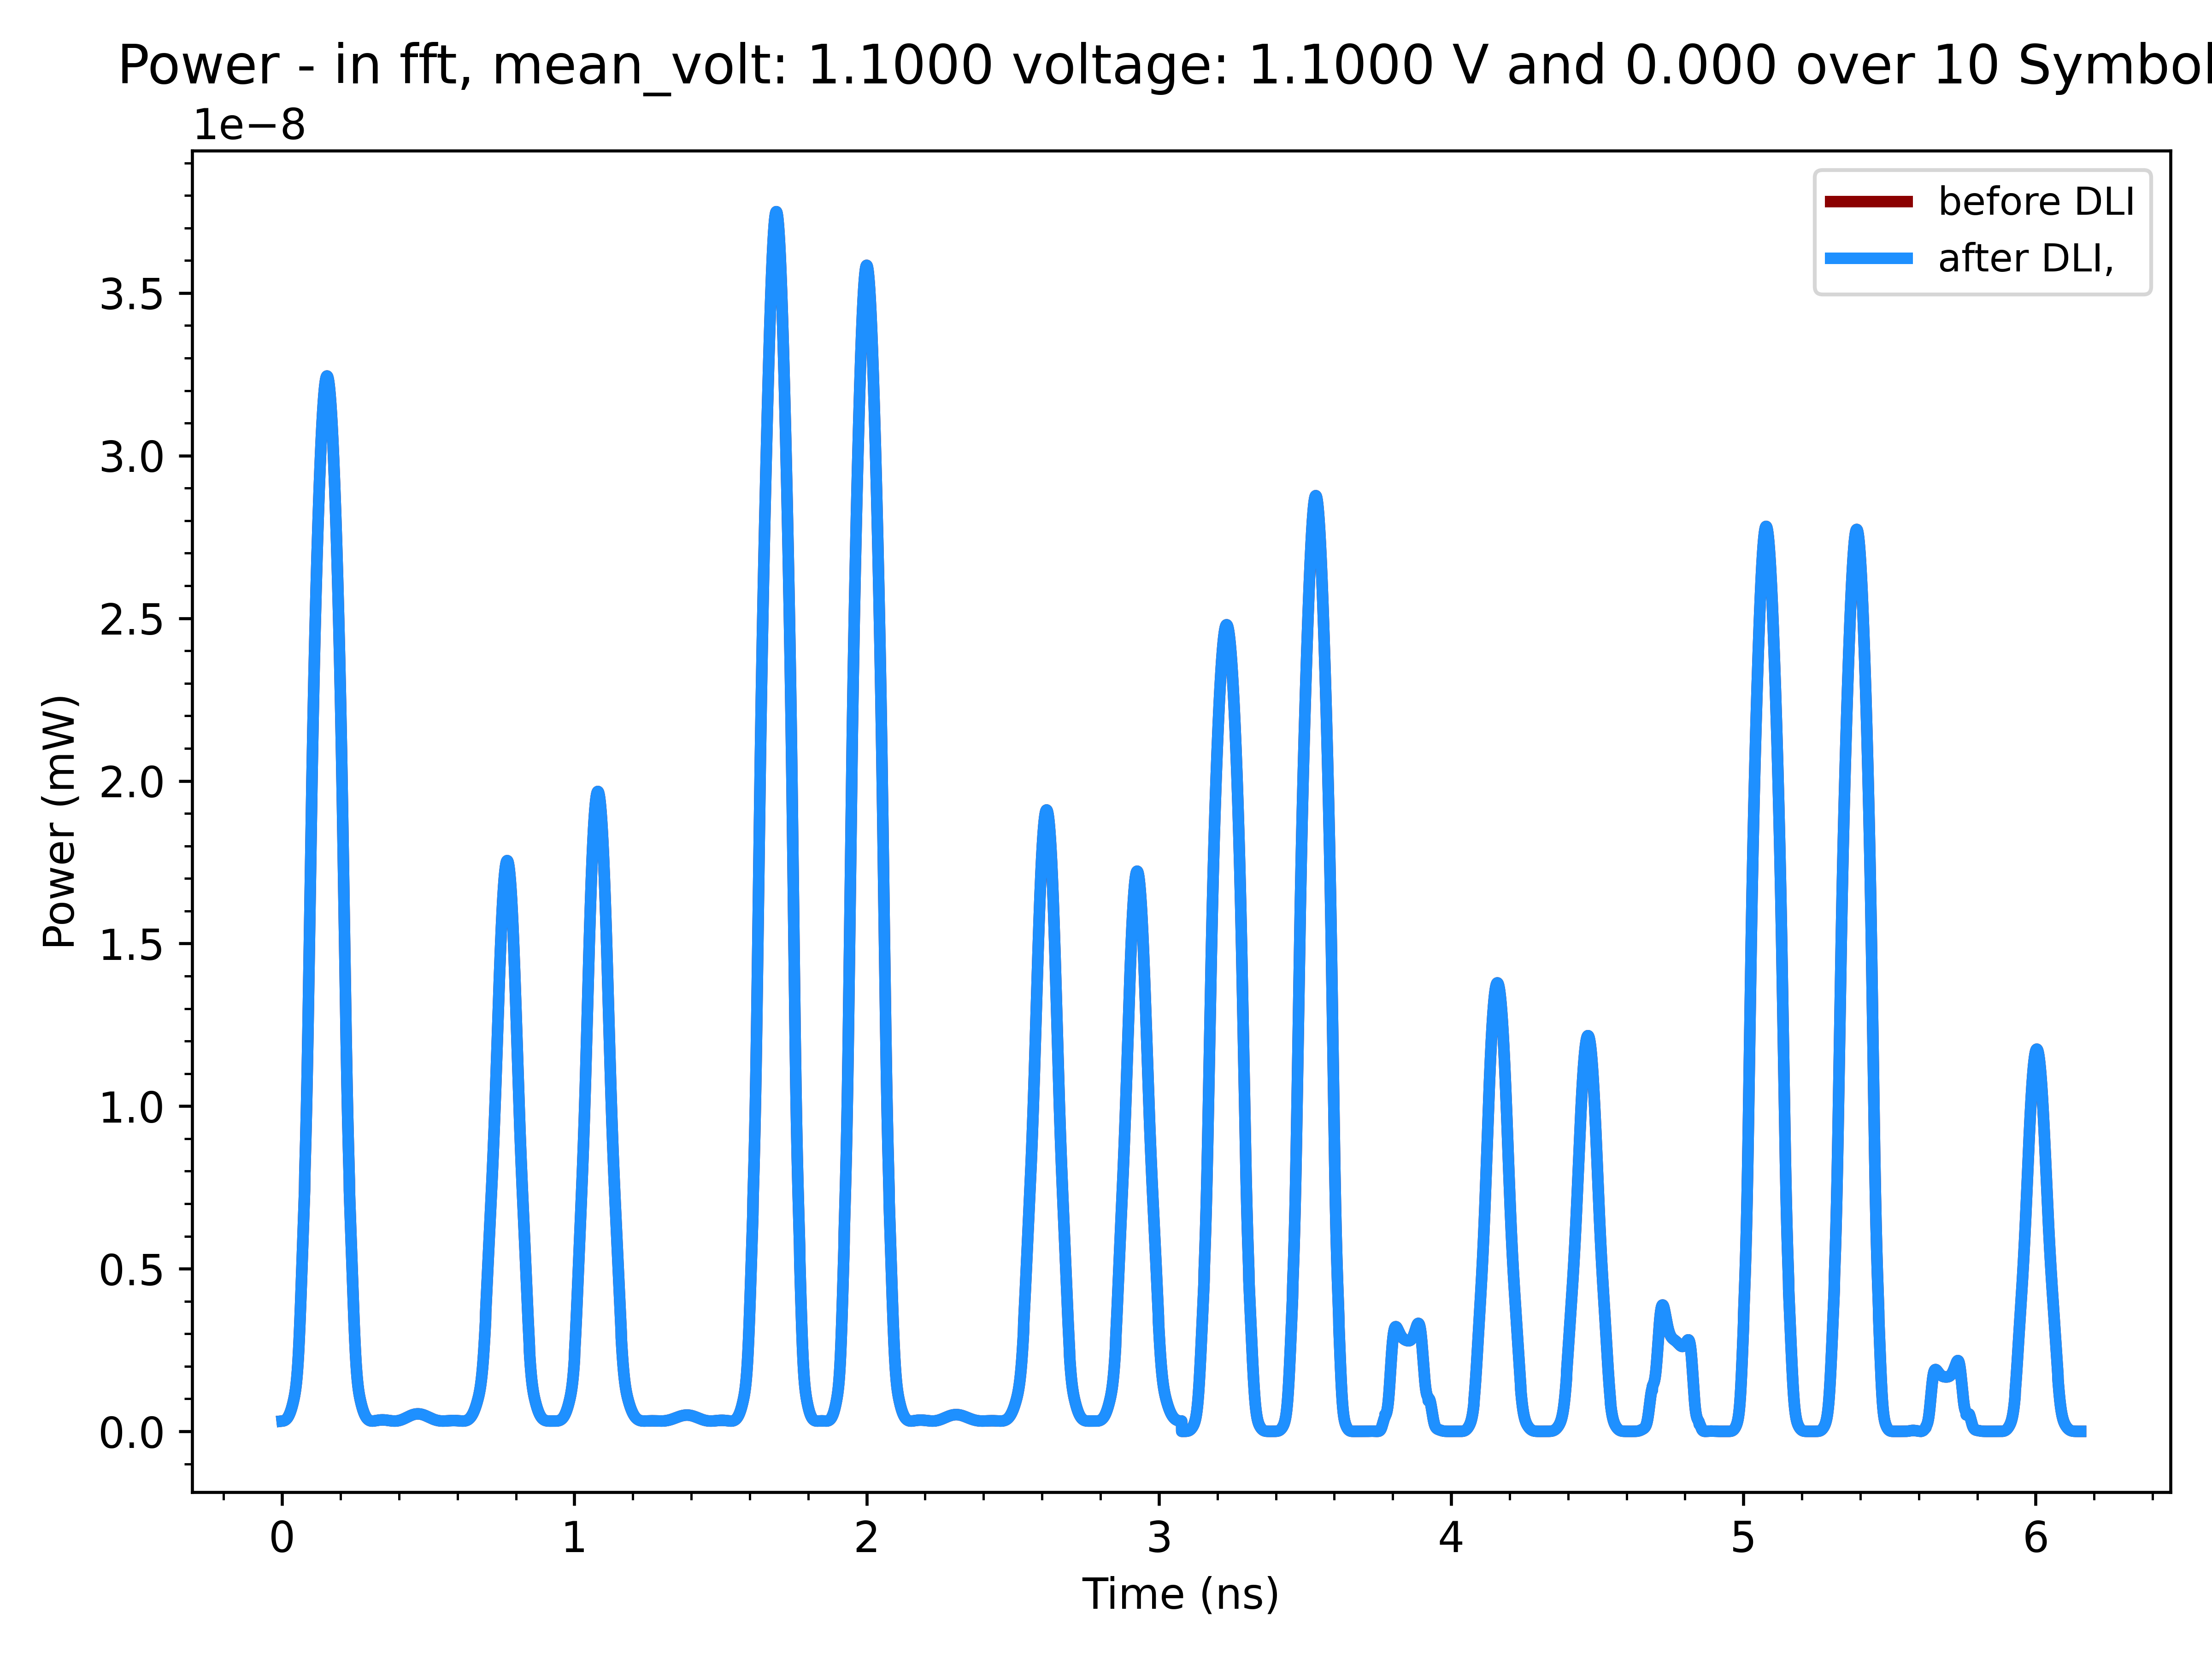 Power - in fft, mean_volt: 1.1000 voltage: 1.1000 V and 0.000 over 10 Symbol
1e−8
before DLI
after DLI,
3.5
3.0
2.5
2.0
1.5
1.0
0.5
0.0
Power (mW)
0 1 2 3 4 5 6
Time (ns)